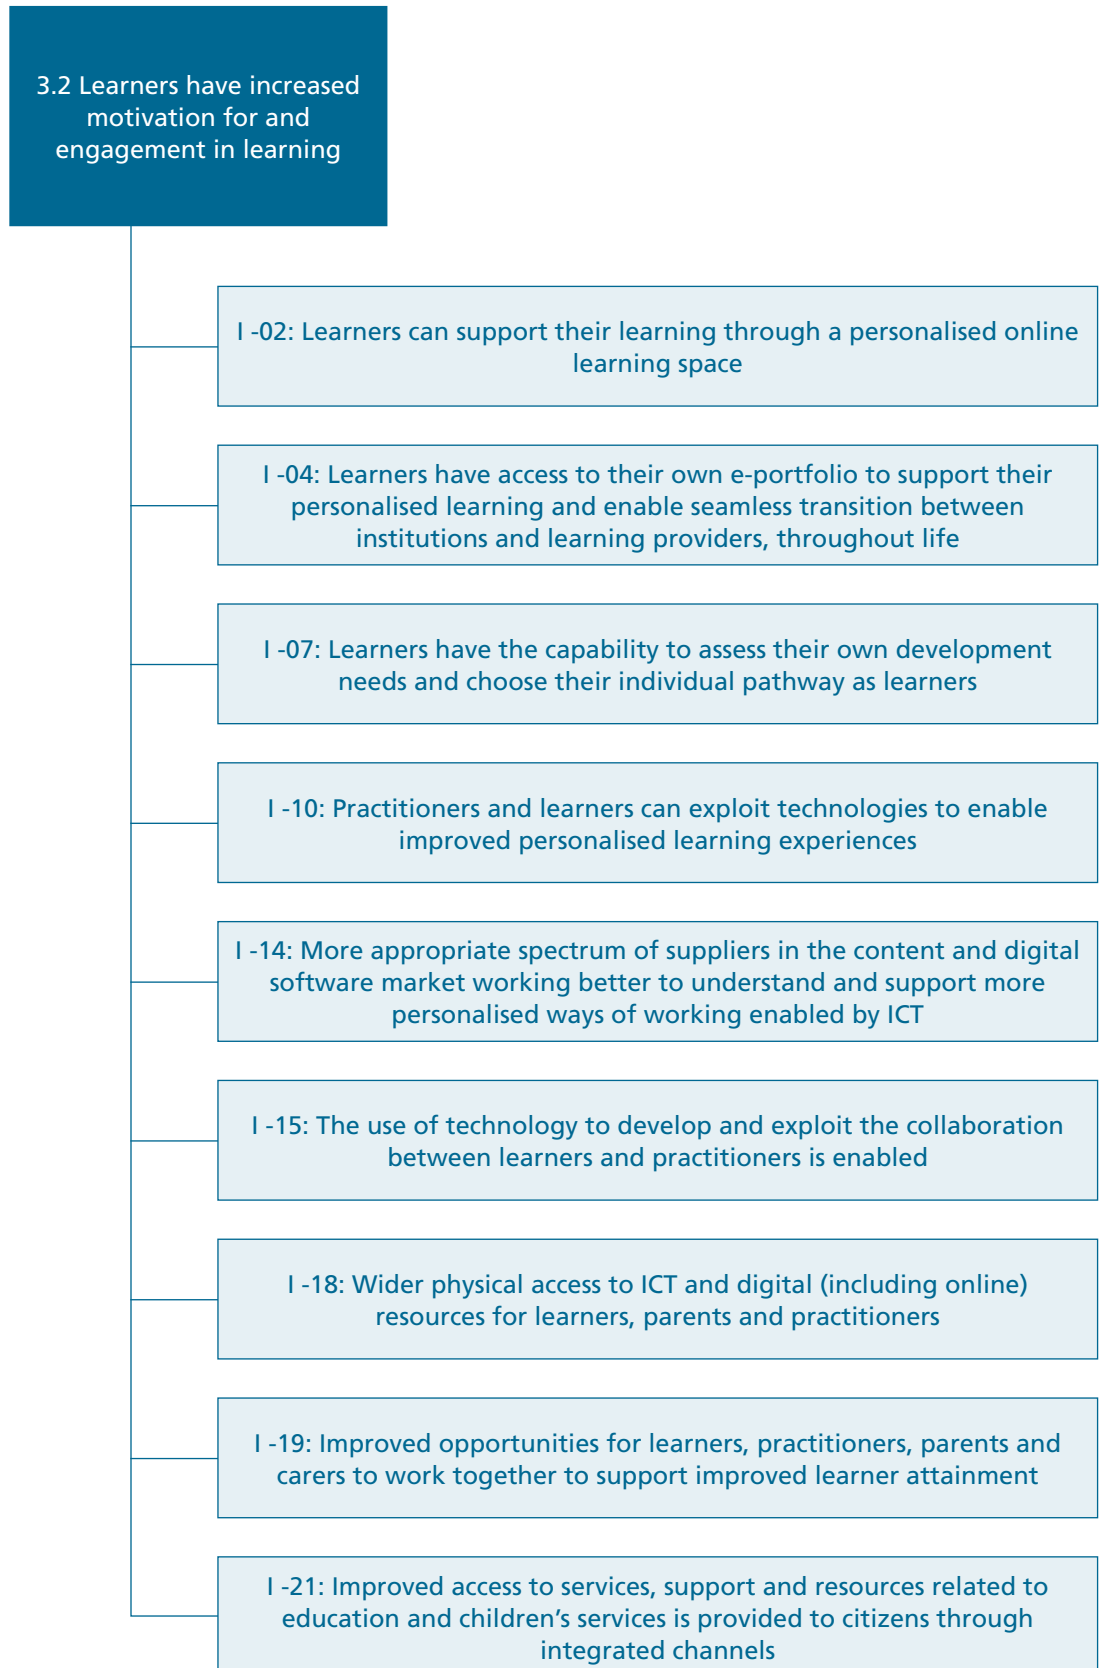 3.2 Learners have increased
motivation for and
engagement in learning
I -02: Learners can support their learning through a personalised online
learning space
I -04: Learners have access to their own e-portfolio to support their
personalised learning and enable seamless transition between
institutions and learning providers, throughout life
I -07: Learners have the capability to assess their own development
needs and choose their individual pathway as learners
I -10: Practitioners and learners can exploit technologies to enable
improved personalised learning experiences
I -14: More appropriate spectrum of suppliers in the content and digital
software market working better to understand and support more
personalised ways of working enabled by ICT
I -15: The use of technology to develop and exploit the collaboration
between learners and practitioners is enabled
I -18: Wider physical access to ICT and digital (including online)
resources for learners, parents and practitioners
I -19: Improved opportunities for learners, practitioners, parents and
carers to work together to support improved learner attainment
I -21: Improved access to services, support and resources related to
education and children’s services is provided to citizens through
integrated channels